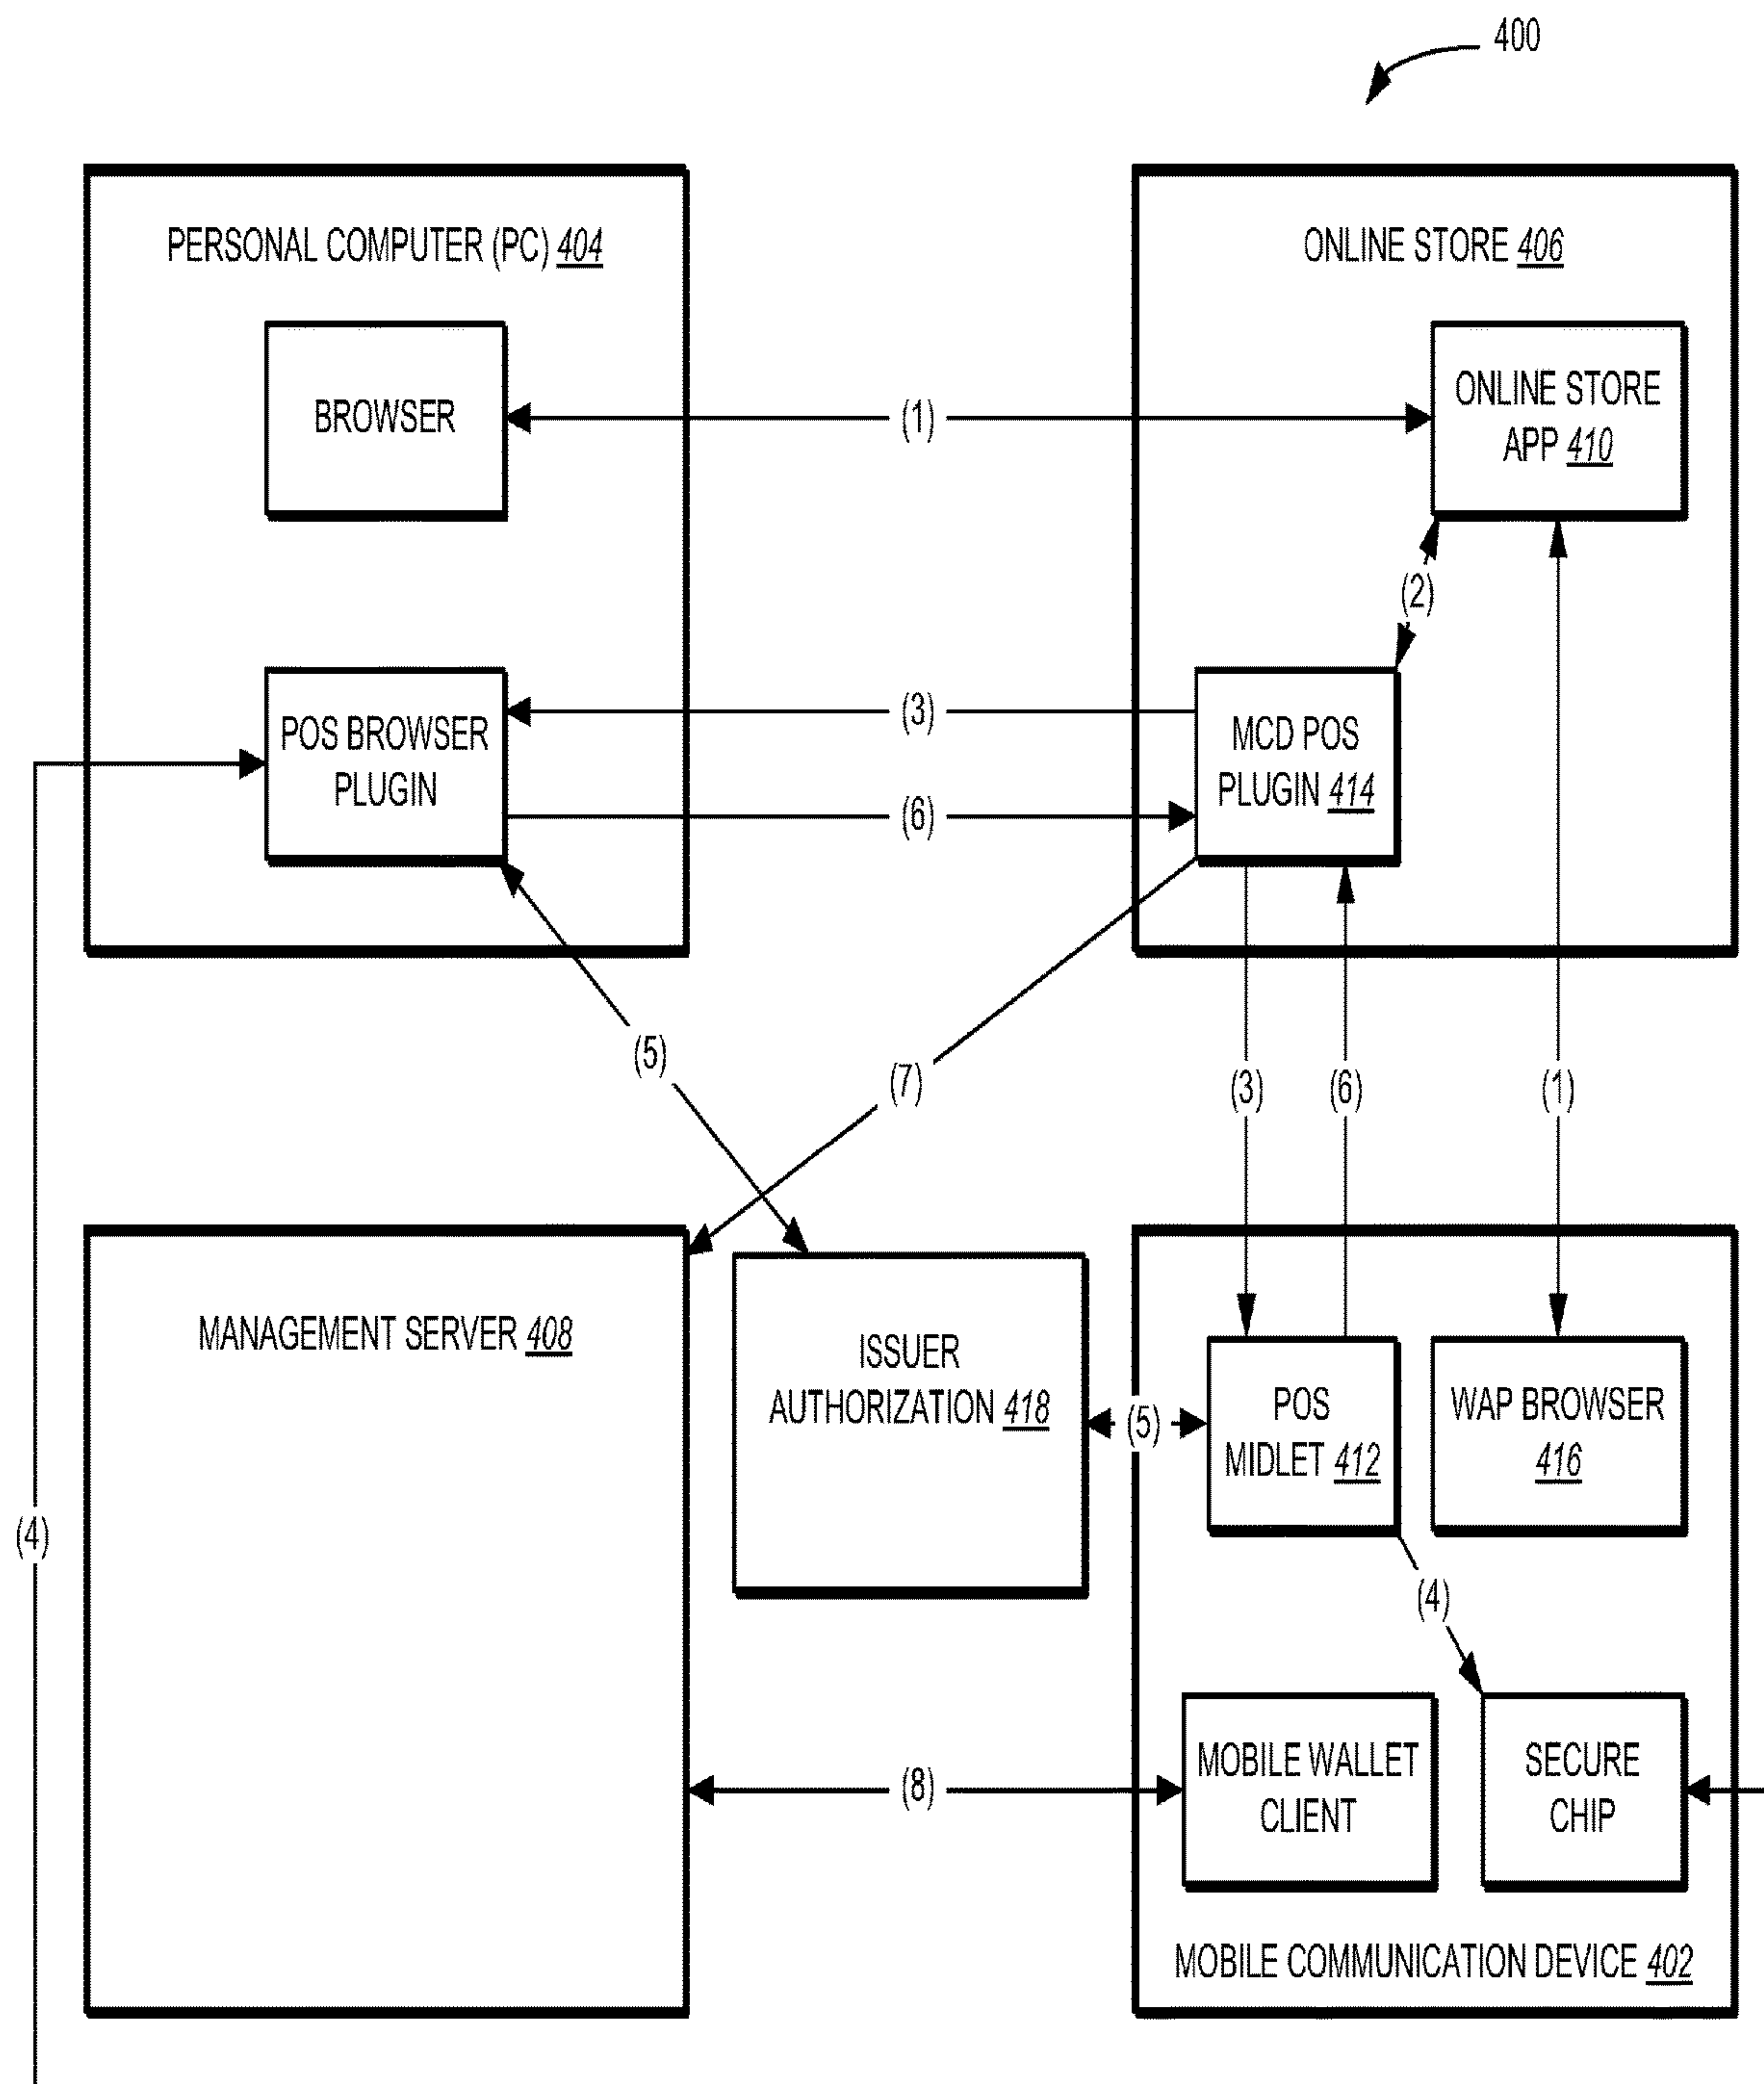 400
PERSONAL COMPUTER (PC) 404
ONLINE STORE 406
BROWSER
(1)
ONLINE STORE
APP 410
(2)
POS BROWSER
PLUGIN
(3)
(6)
MCD POS
PLUGIN 414
(5)
(7)
(3)
(6)
(1)
MANAGEMENT SERVER 408
ISSUER
AUTHORIZATION 418
(5)
POS
MIDLET 412
WAP BROWSER
416
(4)
(4)
(8)
MOBILE WALLET
CLIENT
SECURE
CHIP
MOBILE COMMUNICATION DEVICE 402